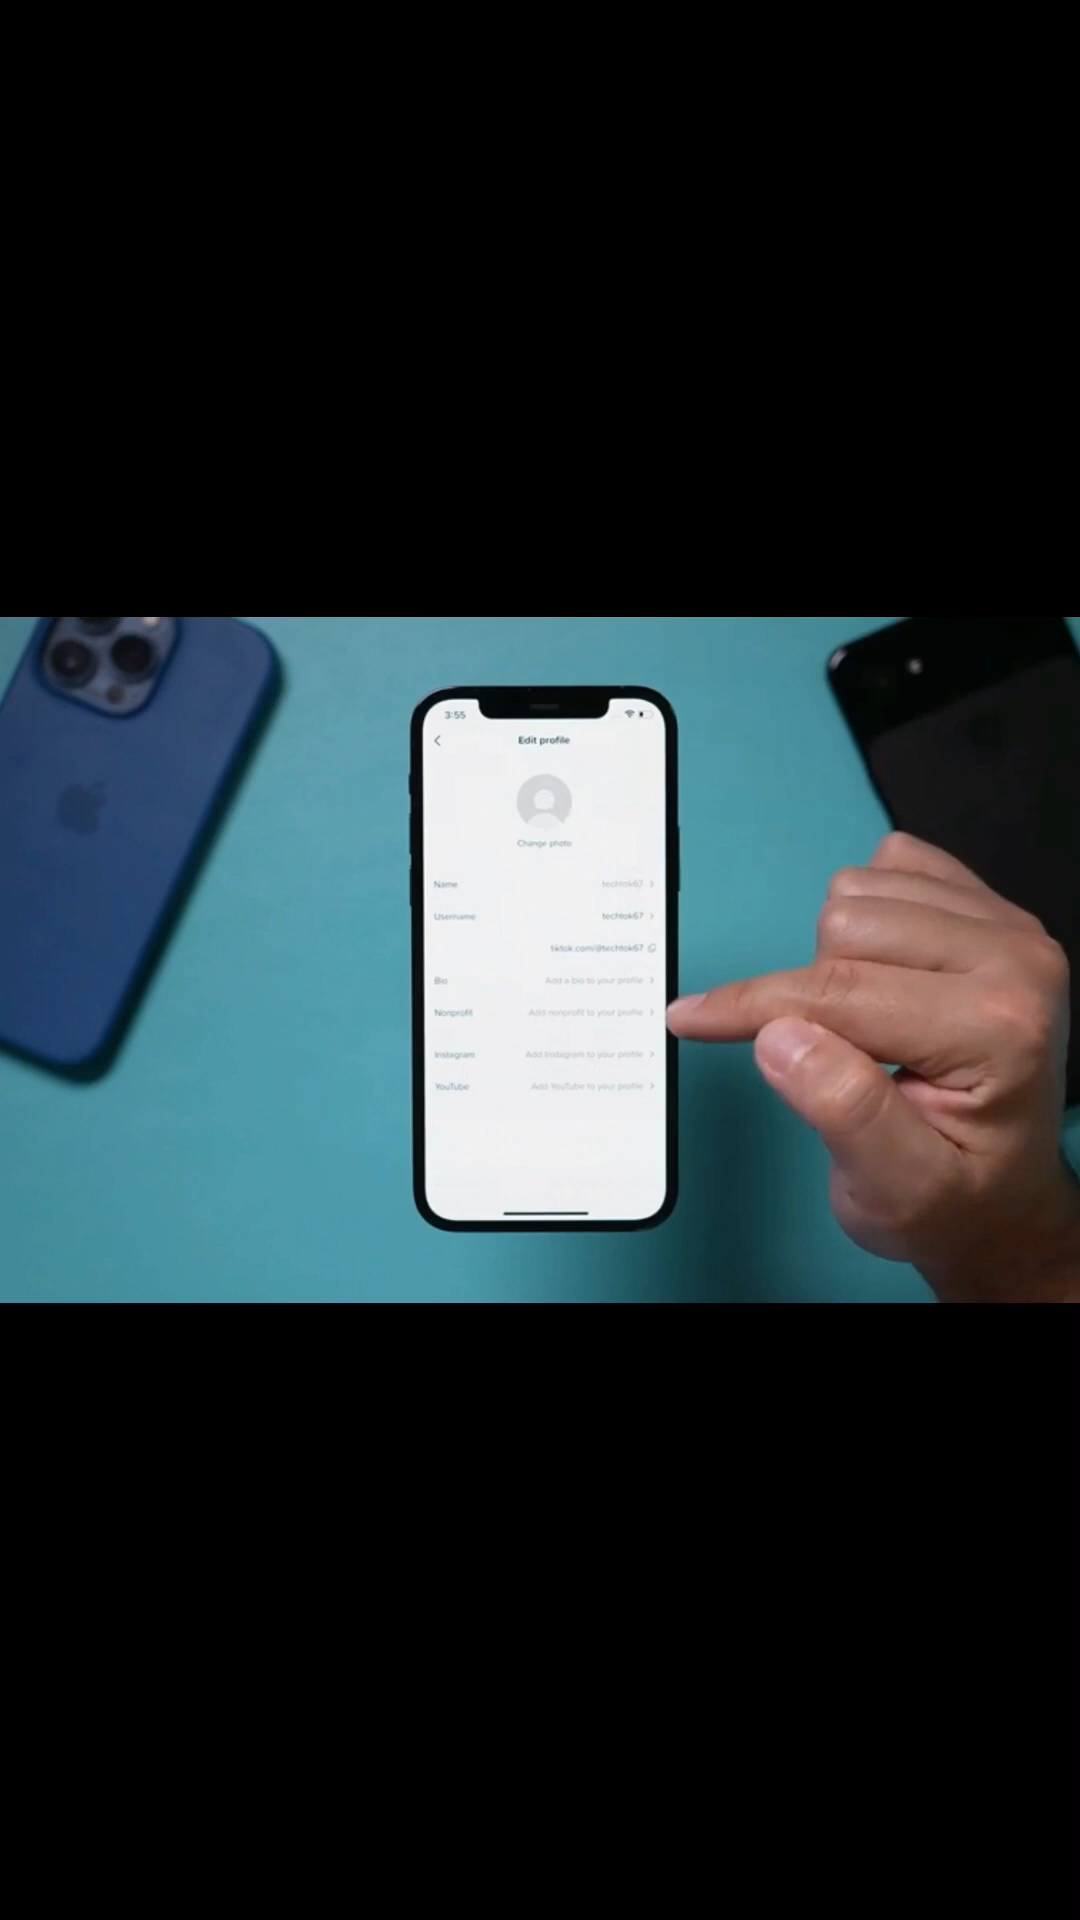 3:55
Edit profile
Change photo
Name techtok67
Username techtok67
tiktok.com/@techtok67
Bio Add a bio to your profile
Nonprofit Add nonprofit to your profile
Instagram Add Instagram to your profile
YouTube Add YouTube to your profile